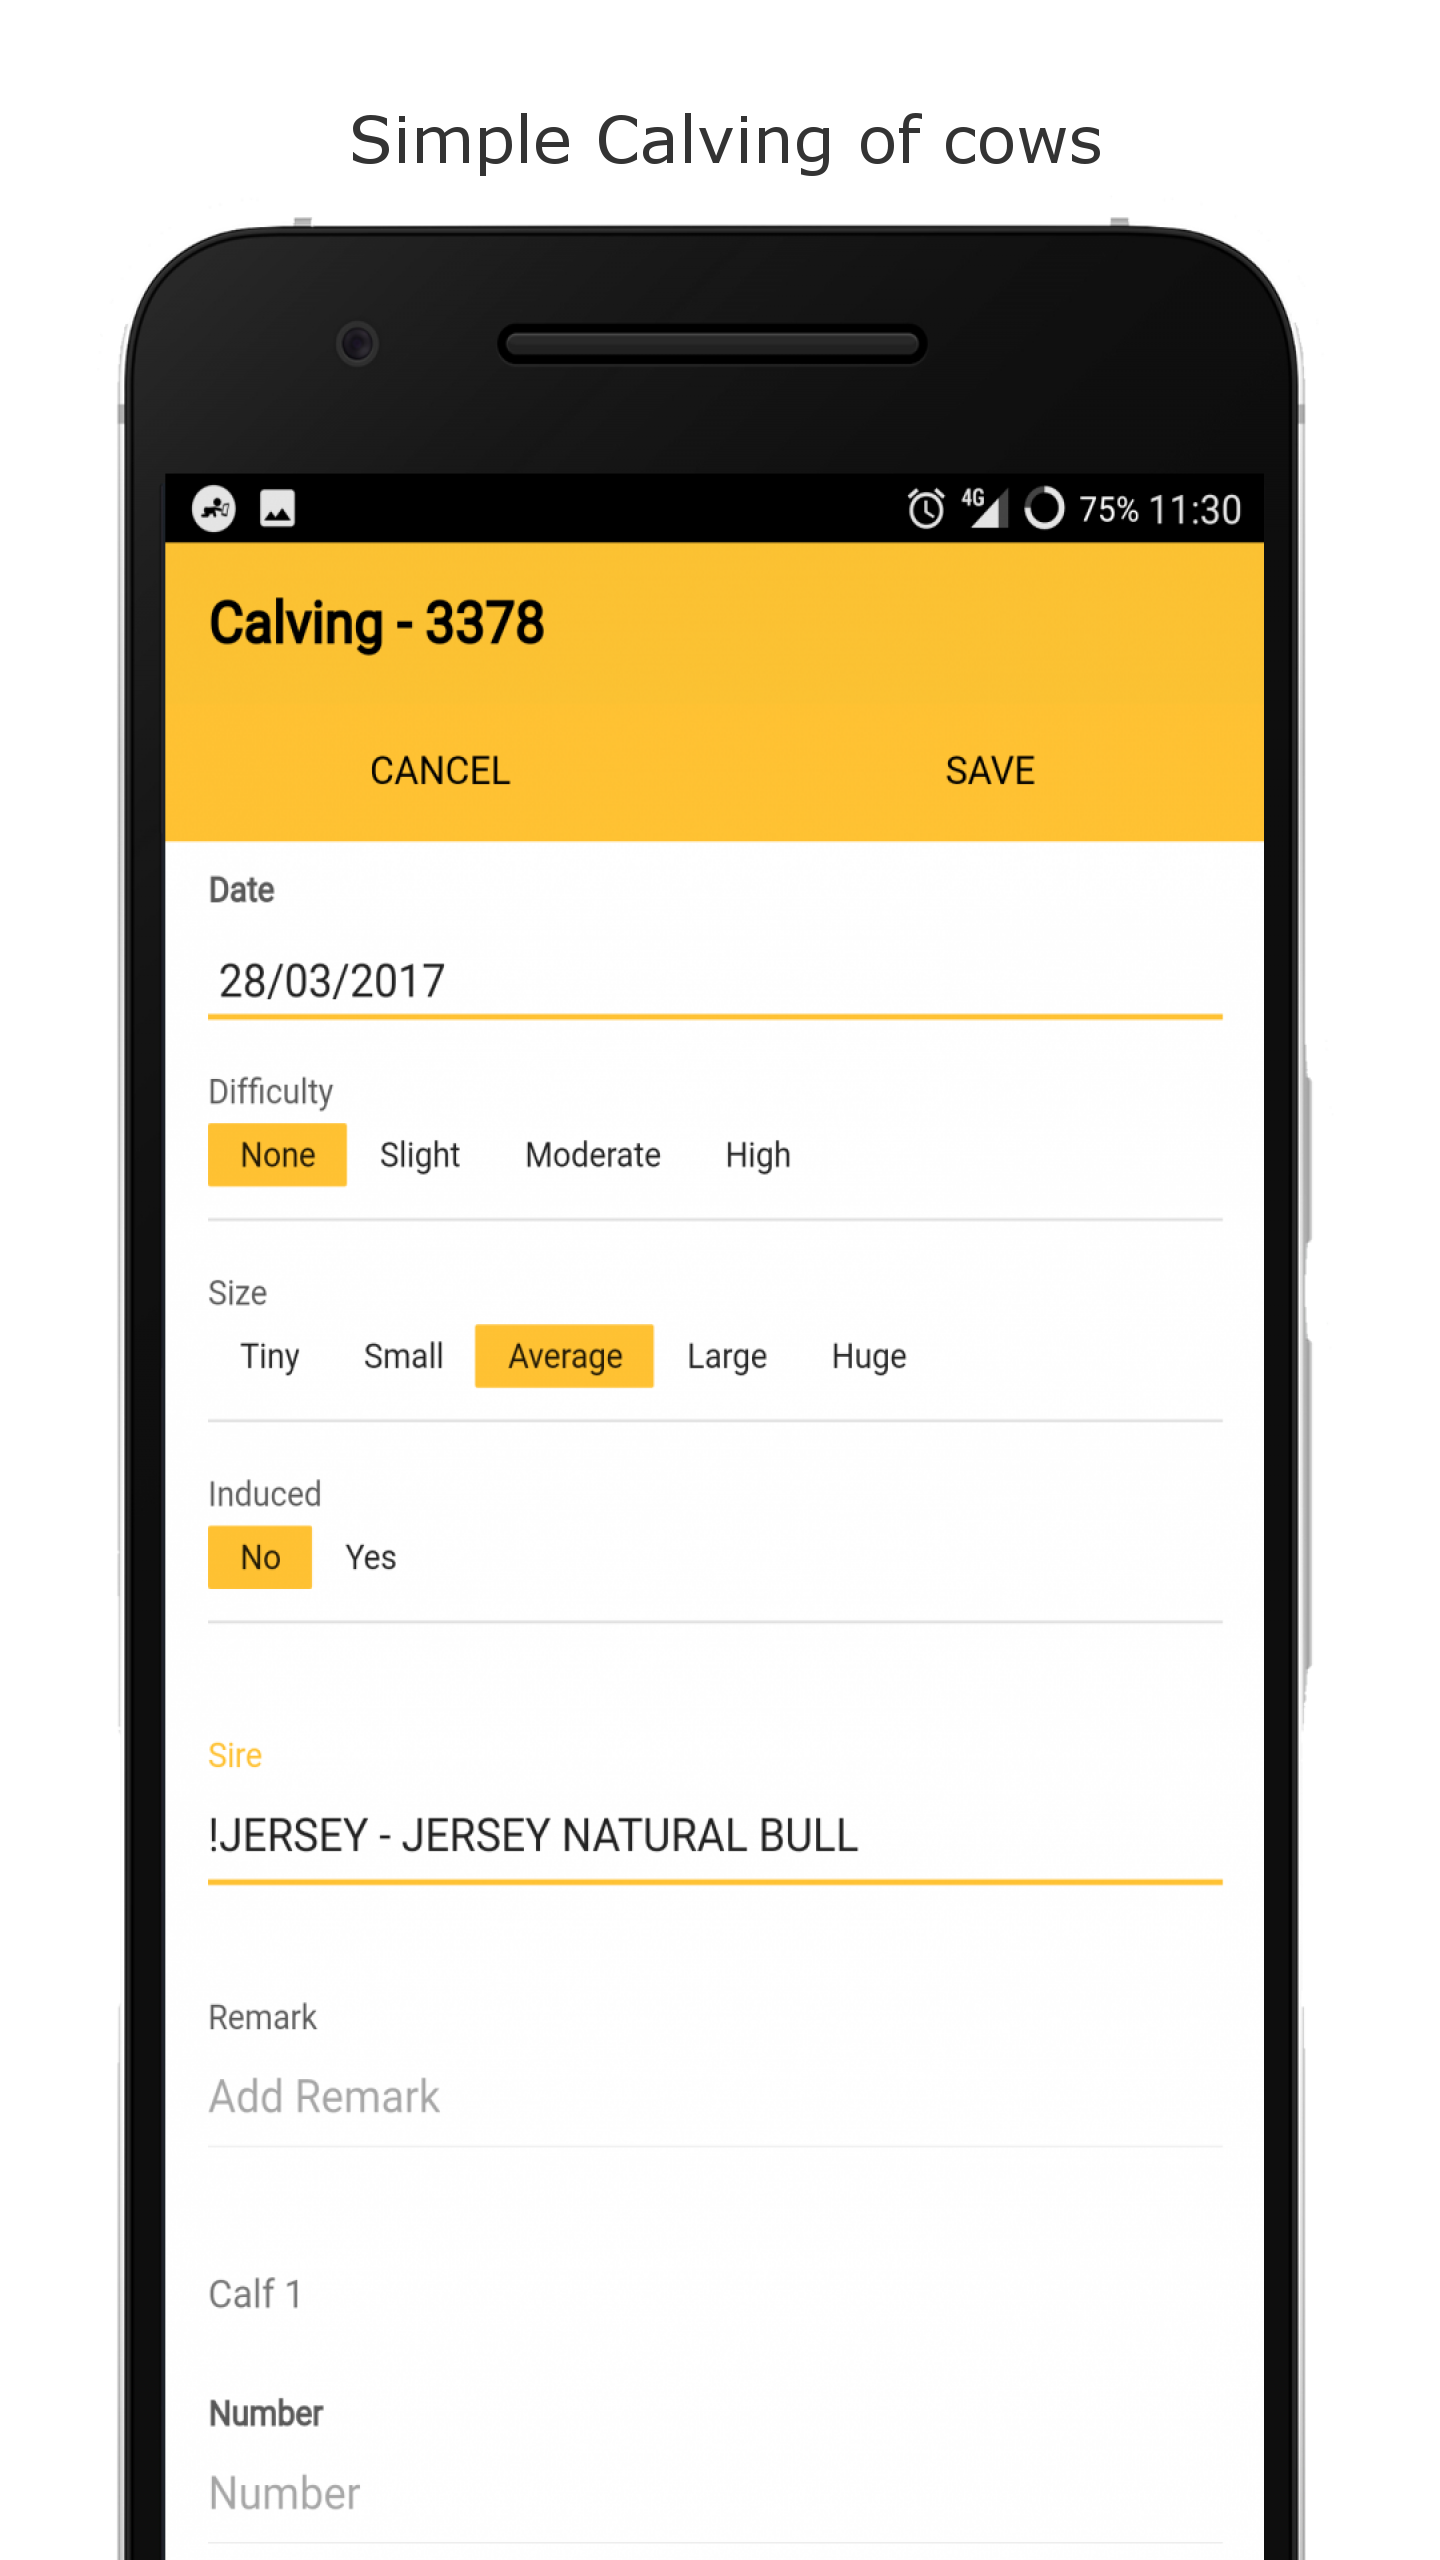 Simple Calving of cows
4G 75% 11:30
Calving - 3378
CANCEL SAVE
Date
28/03/2017
Difficulty
None Slight Moderate High
Size
Tiny Small Average Large Huge
Induced
No Yes
Sire
!JERSEY - JERSEY NATURAL BULL
Remark
Add Remark
Calf 1
Number
Number